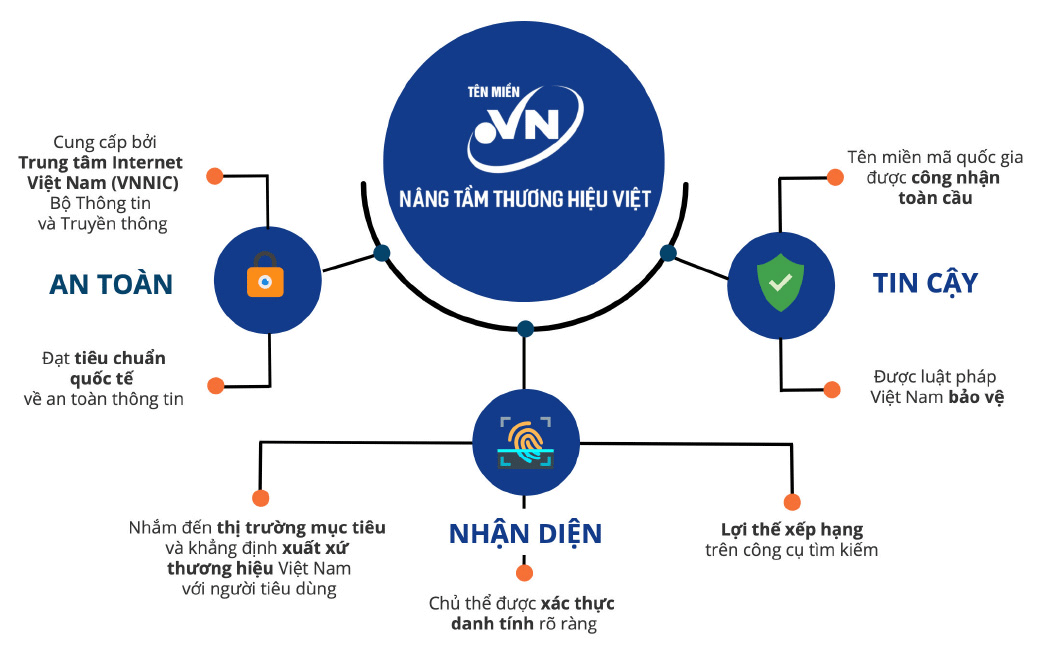 TÊN MIỀN
.VN
NÂNG TẦM THƯƠNG HIỆU VIỆT
Cung cấp bởi
Trung tâm Internet
Việt Nam (VNNIC)
Bộ Thông tin
và Truyền thông
AN TOÀN
Đạt tiêu chuẩn
quốc tế
về an toàn thông tin
Tên miền mã quốc gia
được công nhận
toàn cầu
TIN CẬY
Được luật pháp
Việt Nam bảo vệ
NHẬN DIỆN
Nhắm đến thị trường mục tiêu
và khẳng định xuất xứ
thương hiệu Việt Nam
với người tiêu dùng
Chủ thể được xác thực
danh tính rõ ràng
Lợi thế xếp hạng
trên công cụ tìm kiếm